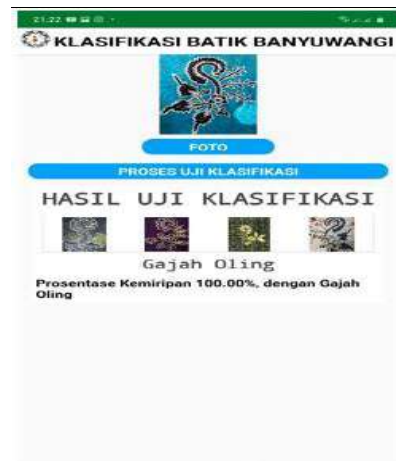 21.22
KLASIFIKASI BATIK BANYUWANGI
FOTO
PROSES UJI KLASIFIKASI
HASIL UJI KLASIFIKASI
Gajah Oling
Prosentase Kemiripan 100.00%, dengan Gajah
Oling